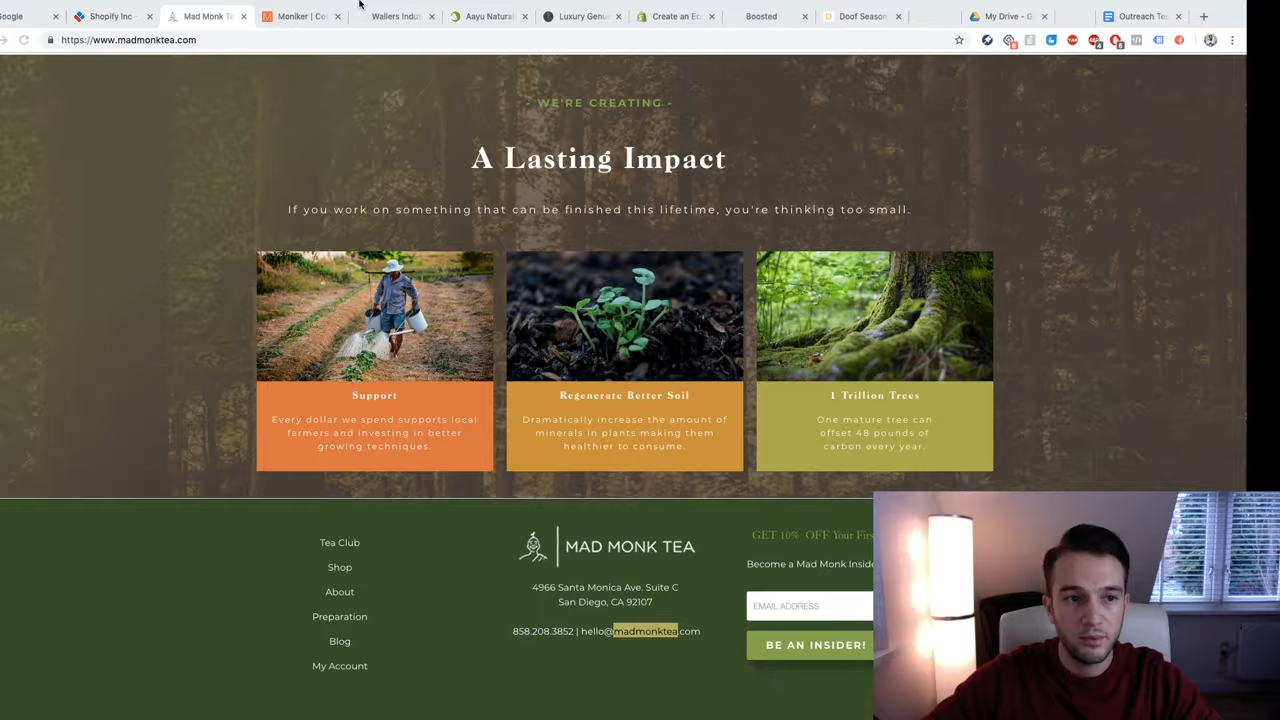 Google
Shopify Inc -
Mad Monk Te
Moniker | Co
Wallers Indus
Aayu Natural
Luxury Genu
Create an Ec
Boosted
Doof Season
My Drive - G
Outreach Te
https://www.madmonktea.com
- WE'RE CREATING -
A Lasting Impact
If you work on something that can be finished this lifetime, you're thinking too small.
Support
Every dollar we spend supports local
farmers and investing in better
growing techniques.
Regenerate Better Soil
Dramatically increase the amount of
minerals in plants making them
healthier to consume.
1 Trillion Trees
One mature tree can
offset 48 pounds of
carbon every year.
Tea Club
Shop
About
Preparation
Blog
My Account
MAD MONK TEA
4966 Santa Monica Ave. Suite C
San Diego, CA 92107
858.208.3852 | hello@madmonktea.com
GET 10% OFF Your Firs
Become a Mad Monk Inside
EMAIL ADDRESS
BE AN INSIDER!